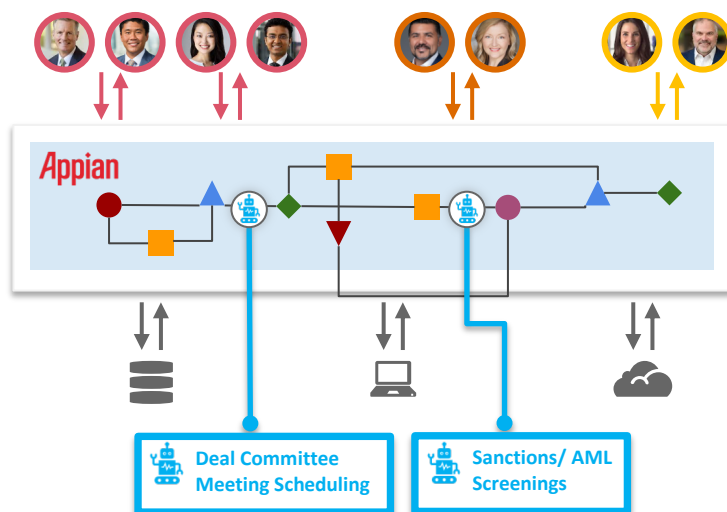 Appian
Deal Committee
Meeting Scheduling
Sanctions/ AML
Screenings